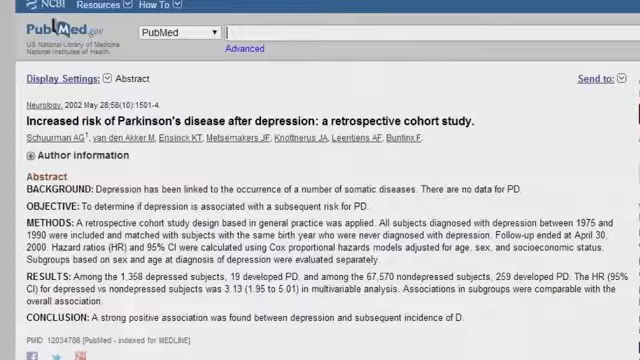 NCBI Resources How To
PubMed.gov
US National Library of Medicine
National Institutes of Health
PubMed
Advanced
Display Settings: Abstract
Send to:
Neurology. 2002 May 28;58(10):1501-4.
Increased risk of Parkinson's disease after depression: a retrospective cohort study.
Schuurman AG1, van den Akker M, Ensinck KT, Metsemakers JF, Knottnerus JA, Leentjens AF, Buntinx F.
Author information
Abstract
BACKGROUND: Depression has been linked to the occurrence of a number of somatic diseases. There are no data for PD.
OBJECTIVE: To determine if depression is associated with a subsequent risk for PD.
METHODS: A retrospective cohort study design based in general practice was applied. All subjects diagnosed with depression between 1975 and
1990 were included and matched with subjects with the same birth year who were never diagnosed with depression. Follow-up ended at April 30,
2000. Hazard ratios (HR) and 95% CI were calculated using Cox proportional hazards models adjusted for age, sex, and socioeconomic status.
Subgroups based on sex and age at diagnosis of depression were evaluated separately.
RESULTS: Among the 1,358 depressed subjects, 19 developed PD, and among the 67,570 nondepressed subjects, 259 developed PD. The HR (95%
CI) for depressed vs nondepressed subjects was 3.13 (1.95 to 5.01) in multivariable analysis. Associations in subgroups were comparable with the
overall association.
CONCLUSION: A strong positive association was found between depression and subsequent incidence of D.
PMID: 12034786 [PubMed - indexed for MEDLINE]